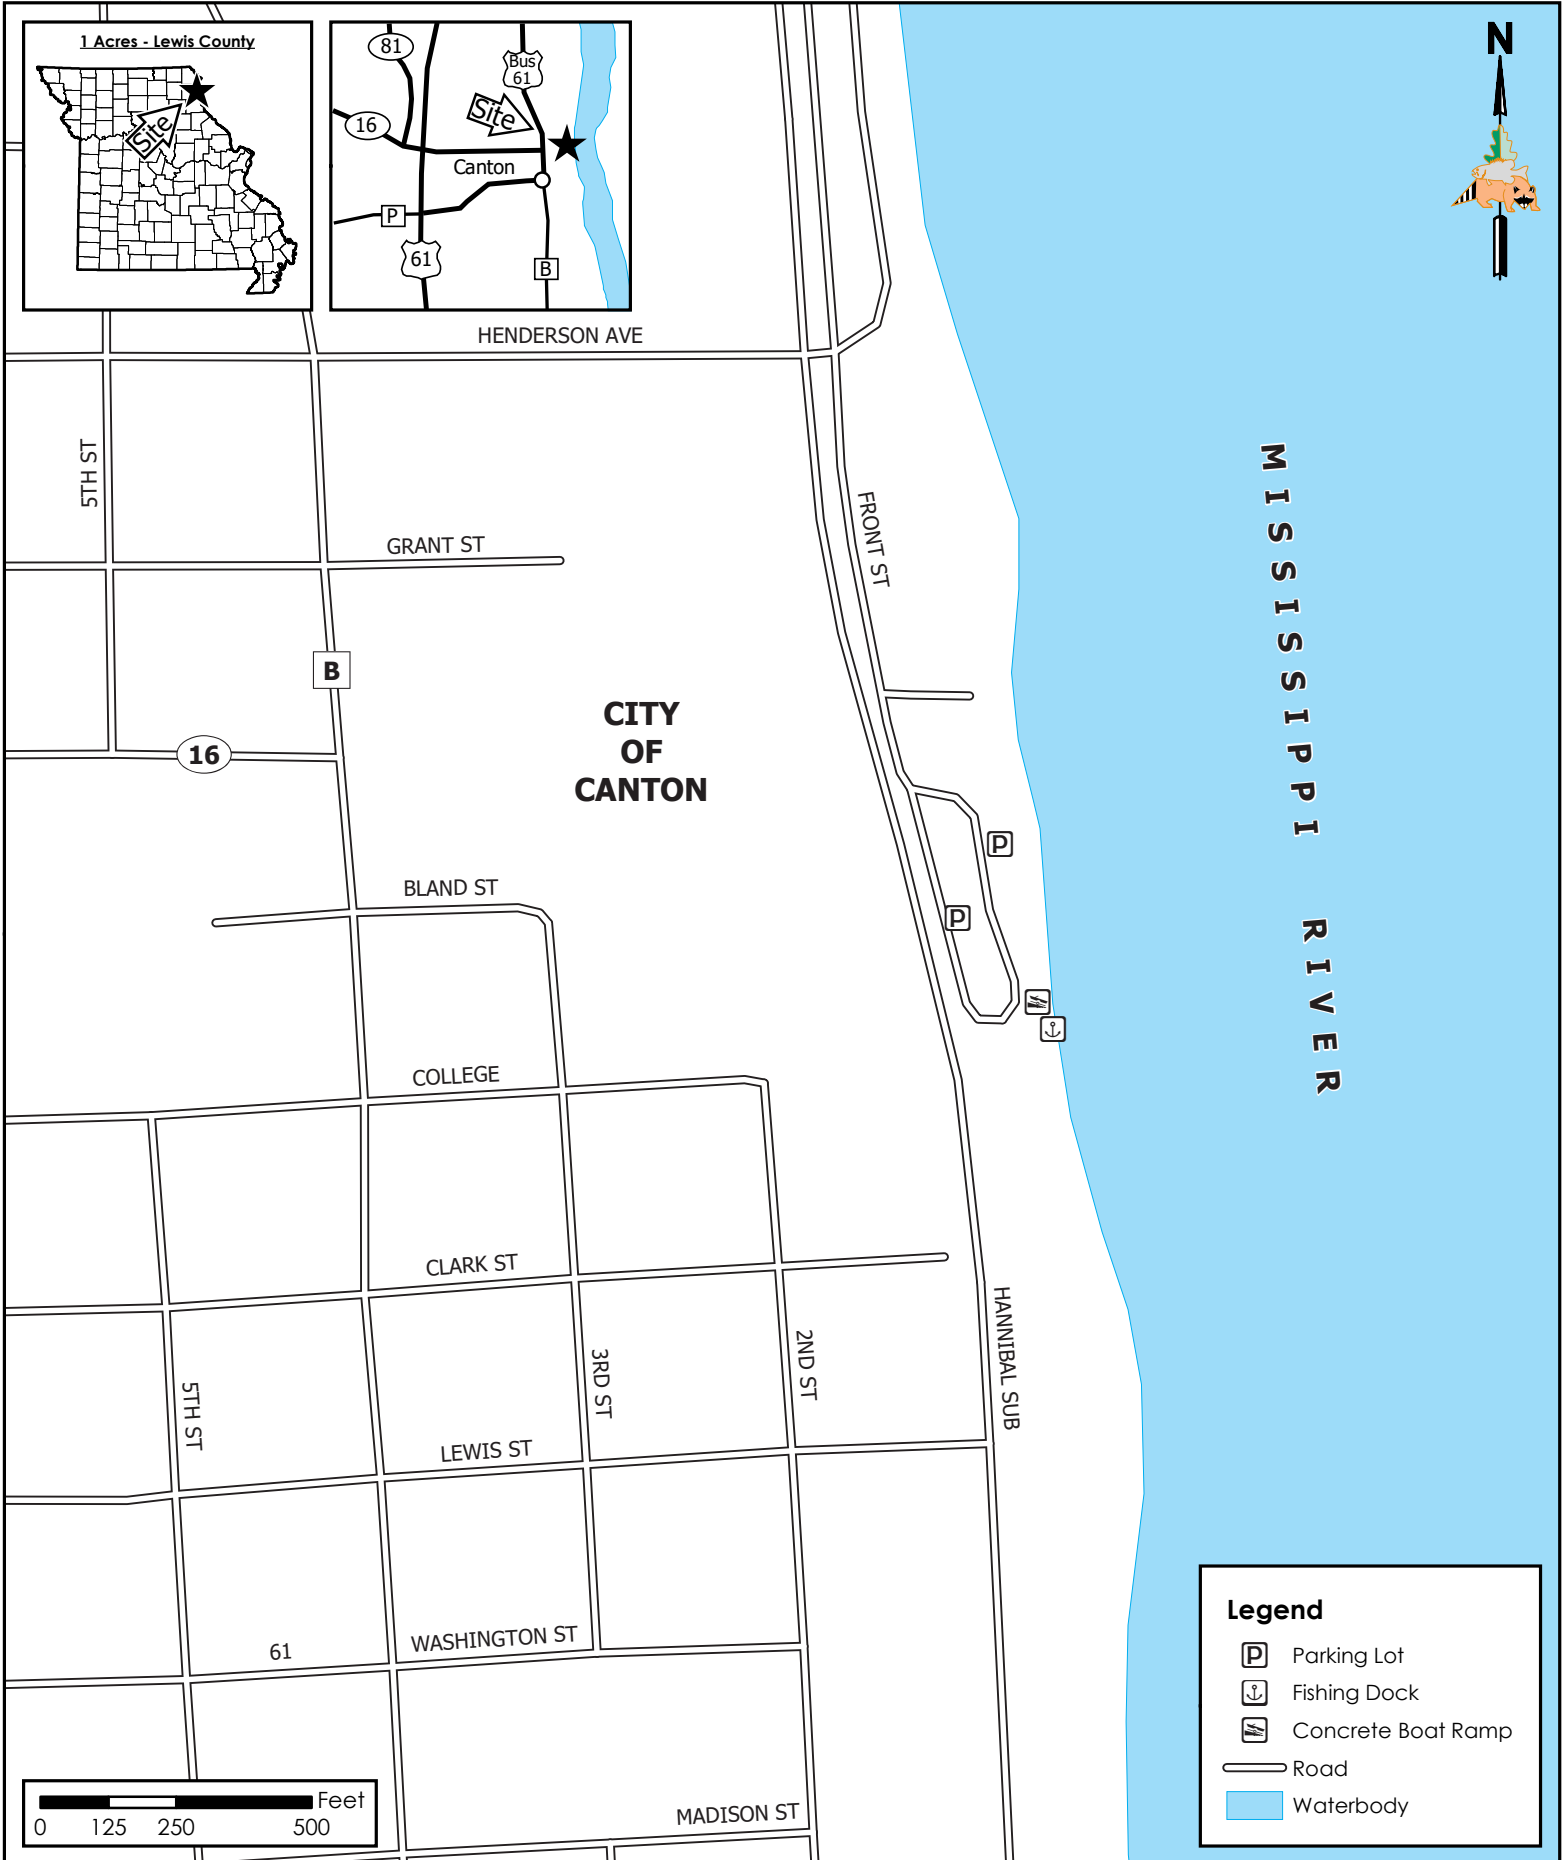 1 Acres - Lewis County
Site
81
Bus
61
16
Site
Canton
P
61
B
N
HENDERSON AVE
5TH ST
FRONT ST
GRANT ST
B
16
CITY
OF
CANTON
MISSISSIPPI RIVER
P
P
BLAND ST
COLLEGE
CLARK ST
HANNIBAL SUB
2ND ST
3RD ST
5TH ST
LEWIS ST
61
WASHINGTON ST
MADISON ST
Feet
0 125 250 500
Legend
P Parking Lot
Fishing Dock
Concrete Boat Ramp
Road
Waterbody